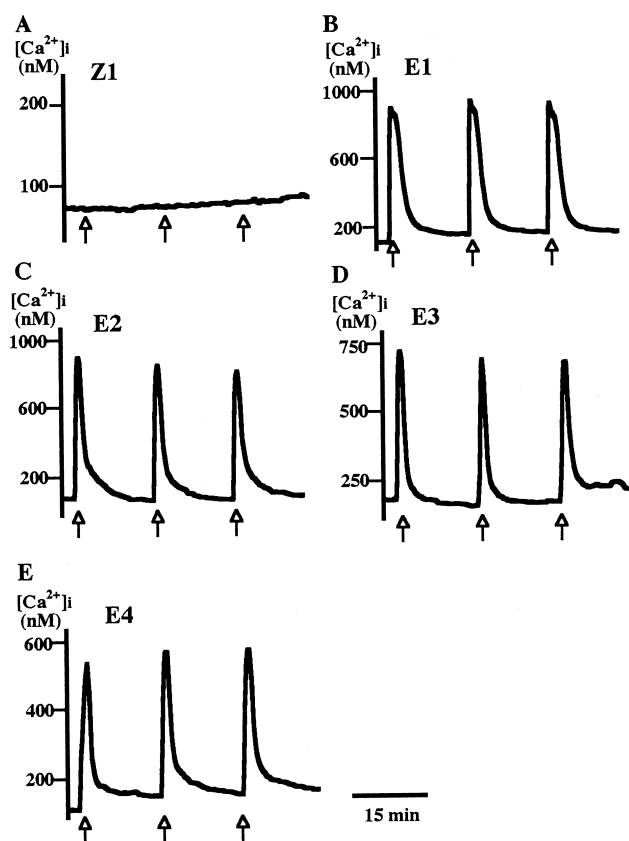 A
[Ca²⁺]i
(nM)
Z1
200
100
B
[Ca²⁺]i
(nM)
E1
1000
600
200
C
[Ca²⁺]i
(nM)
E2
1000
600
200
D
[Ca²⁺]i
(nM)
E3
750
500
250
E
[Ca²⁺]i
(nM)
E4
600
400
200
15 min